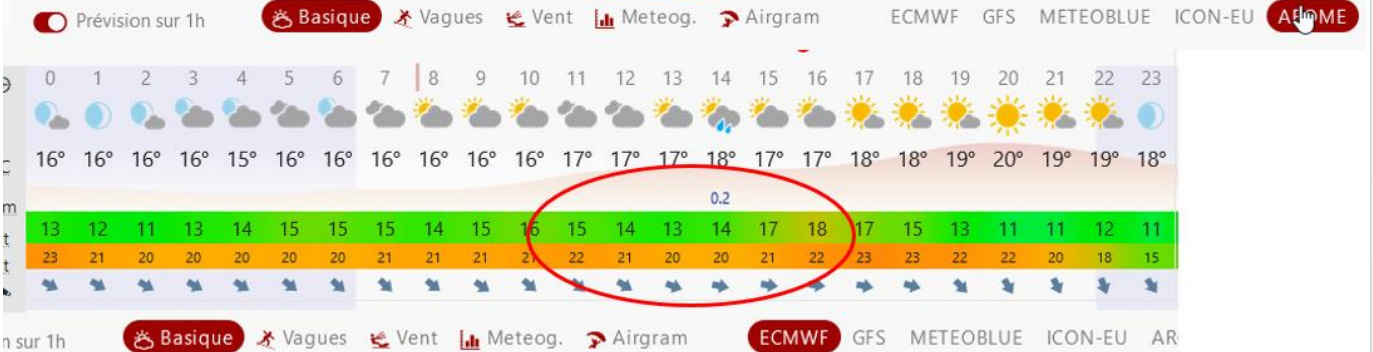 Prévision sur 1h Basique Vagues Vent Meteog. Airgram ECMWF GFS METEOBLUE ICON-EU AROME
0 1 2 3 4 5 6 7 8 9 10 11 12 13 14 15 16 17 18 19 20 21 22 23
16° 16° 16° 16° 15° 16° 16° 16° 16° 16° 16° 17° 17° 17° 18° 17° 17° 18° 18° 19° 20° 19° 19° 18°
C
0.2
m
13 12 11 13 14 15 15 15 14 15 16 15 14 13 14 17 18 17 15 13 11 11 12 11
t
23 21 20 20 20 20 20 21 21 21 21 22 21 20 20 21 22 23 23 22 22 20 18 15
t
n sur 1h Basique Vagues Vent Meteog. Airgram ECMWF GFS METEOBLUE ICON-EU AR